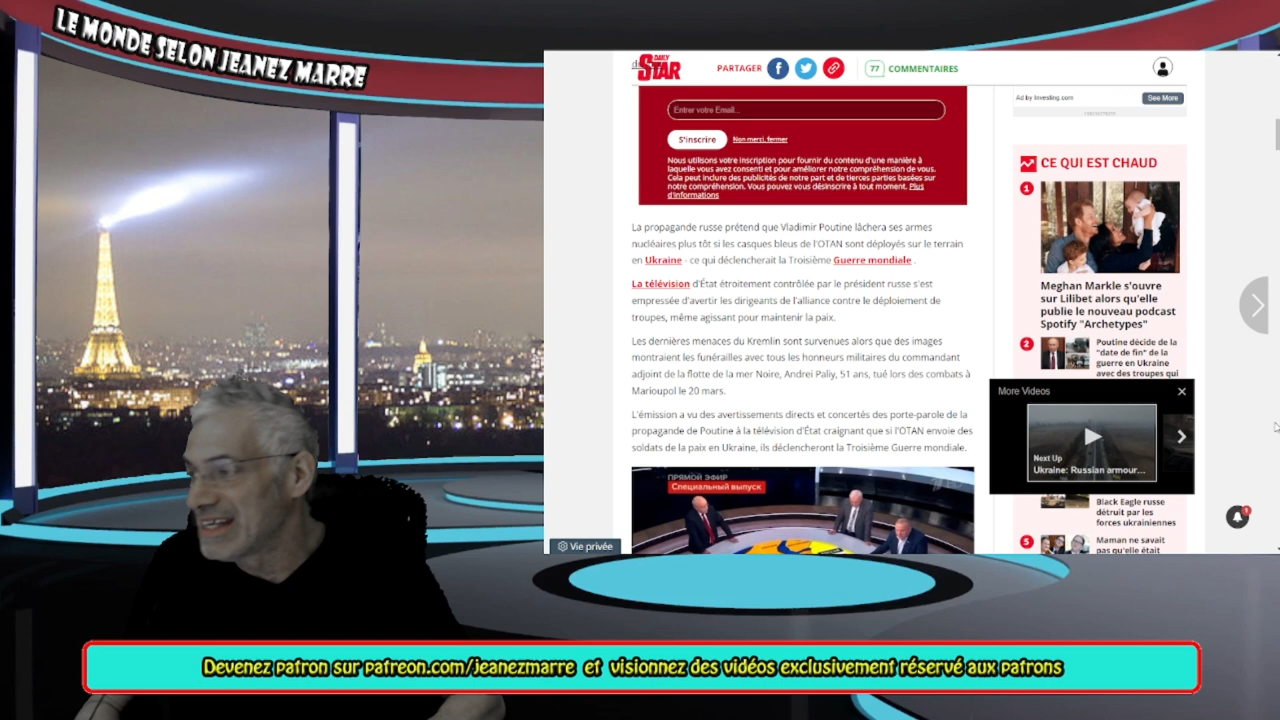 LE MONDE SELON JEANEZ MARRE
DAILY
STAR
PARTAGER
77 COMMENTAIRES
Entrer votre Email...
S'inscrire Non merci, fermer
Nous utilisons votre inscription pour fournir du contenu d'une manière à
laquelle vous avez consenti et pour améliorer notre compréhension de vous.
Cela peut inclure des publicités de notre part et de tierces parties basées sur
notre compréhension. Vous pouvez vous désinscrire à tout moment. Plus
d'informations
La propagande russe prétend que Vladimir Poutine lâchera ses armes
nucléaires plus tôt si les casques bleus de l'OTAN sont déployés sur le terrain
en Ukraine - ce qui déclencherait la Troisième Guerre mondiale .
La télévision d'État étroitement contrôlée par le président russe s'est
empressée d'avertir les dirigeants de l'alliance contre le déploiement de
troupes, même agissant pour maintenir la paix.
Les dernières menaces du Kremlin sont survenues alors que des images
montraient les funérailles avec tous les honneurs militaires du commandant
adjoint de la flotte de la mer Noire, Andrei Paliy, 51 ans, tué lors des combats à
Marioupol le 20 mars.
L'émission a vu des avertissements directs et concertés des porte-parole de la
propagande de Poutine à la télévision d'État craignant que si l'OTAN envoie des
soldats de la paix en Ukraine, ils déclencheront la Troisième Guerre mondiale.
ПРЯМОЙ ЭФИР
Специальный выпуск
Vie privée
Ad by Investing.com See More
CE QUI EST CHAUD
1
Meghan Markle s'ouvre
sur Lilibet alors qu'elle
publie le nouveau podcast
Spotify "Archetypes"
2
Poutine décide de la
"date de fin" de la
guerre en Ukraine
avec des troupes qui
More Videos
Next Up
Ukraine: Russian armour...
Black Eagle russe
détruit par les
forces ukrainiennes
5
Maman ne savait
pas qu'elle était
Devenez patron sur patreon.com/jeanezmarre et visionnez des vidéos exclusivement réservé aux patrons